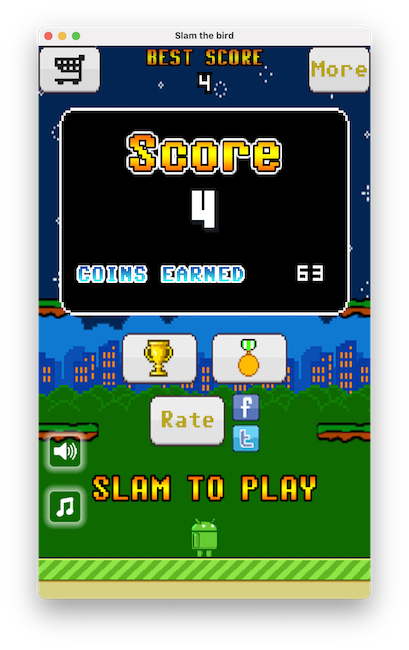 Slam the bird
BEST SCORE
4
More
Score
4
COINS EARNED 63
Rate
f
t
SLAM TO PLAY